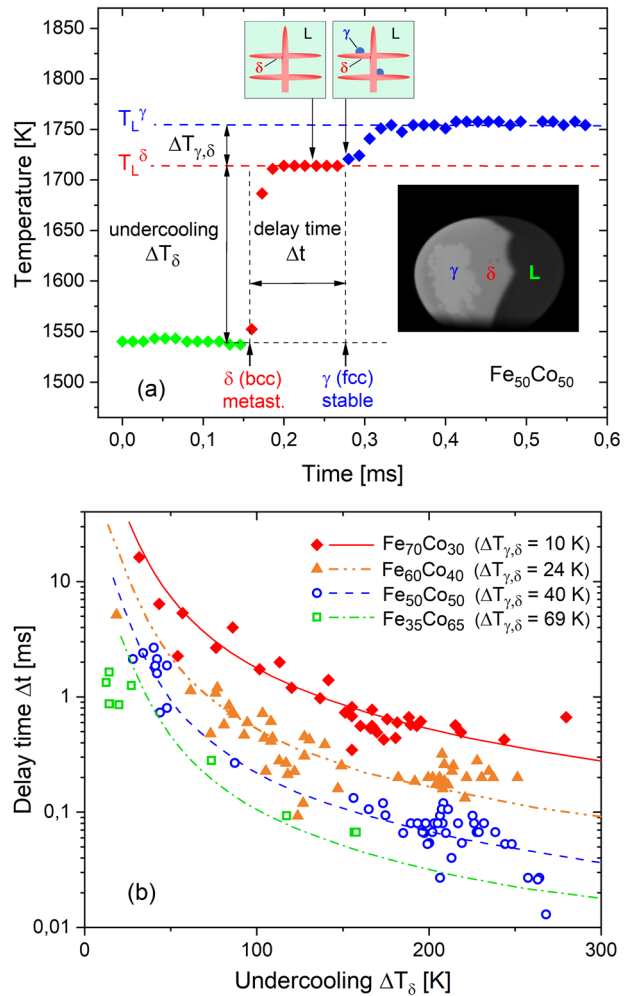 (a)
Temperature [K]
1850
1800
1750
1700
1650
1600
1550
1500
T_L^γ
T_L^δ
ΔT_γ,δ
undercooling
ΔT_δ
L
δ
γ
L
δ
delay time
Δt
γ δ L
δ (bcc)
metast.
γ (fcc)
stable
Fe50Co50
0,0 0,1 0,2 0,3 0,4 0,5 0,6
Time [ms]
(b)
Delay time Δt [ms]
10
1
0,1
0,01
Fe70Co30 (ΔT_γ,δ = 10 K)
Fe60Co40 (ΔT_γ,δ = 24 K)
Fe50Co50 (ΔT_γ,δ = 40 K)
Fe35Co65 (ΔT_γ,δ = 69 K)
0 50 100 150 200 250 300
Undercooling ΔT_δ [K]